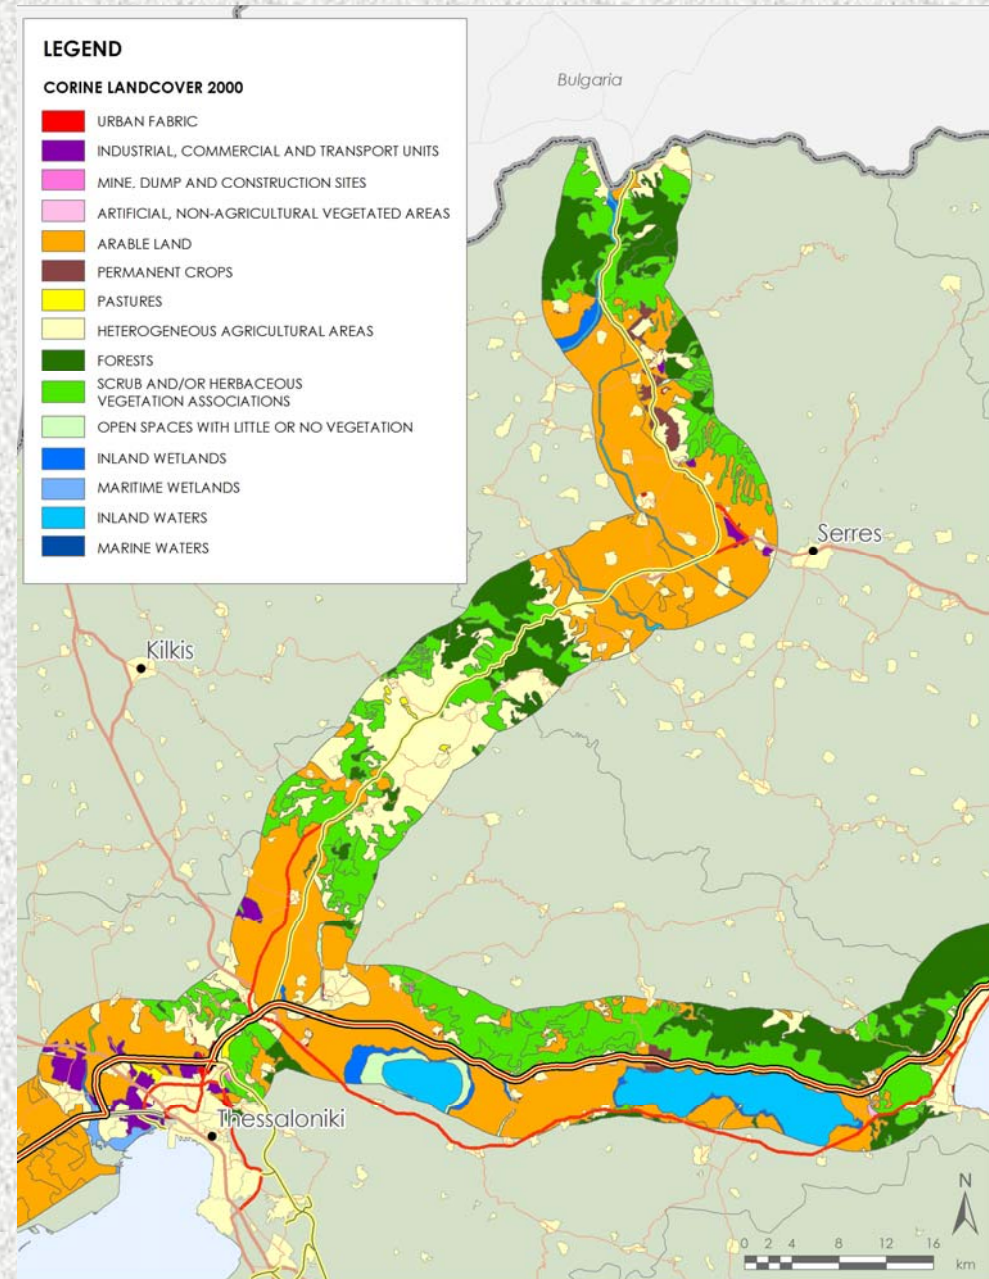 LEGEND
CORINE LANDCOVER 2000
URBAN FABRIC
INDUSTRIAL, COMMERCIAL AND TRANSPORT UNITS
MINE, DUMP AND CONSTRUCTION SITES
ARTIFICIAL, NON-AGRICULTURAL VEGETATED AREAS
ARABLE LAND
PERMANENT CROPS
PASTURES
HETEROGENEOUS AGRICULTURAL AREAS
FORESTS
SCRUB AND/OR HERBACEOUS
VEGETATION ASSOCIATIONS
OPEN SPACES WITH LITTLE OR NO VEGETATION
INLAND WETLANDS
MARITIME WETLANDS
INLAND WATERS
MARINE WATERS
Bulgaria
Serres
Kilkis
Thessaloniki
N
0 2 4 8 12 16
km